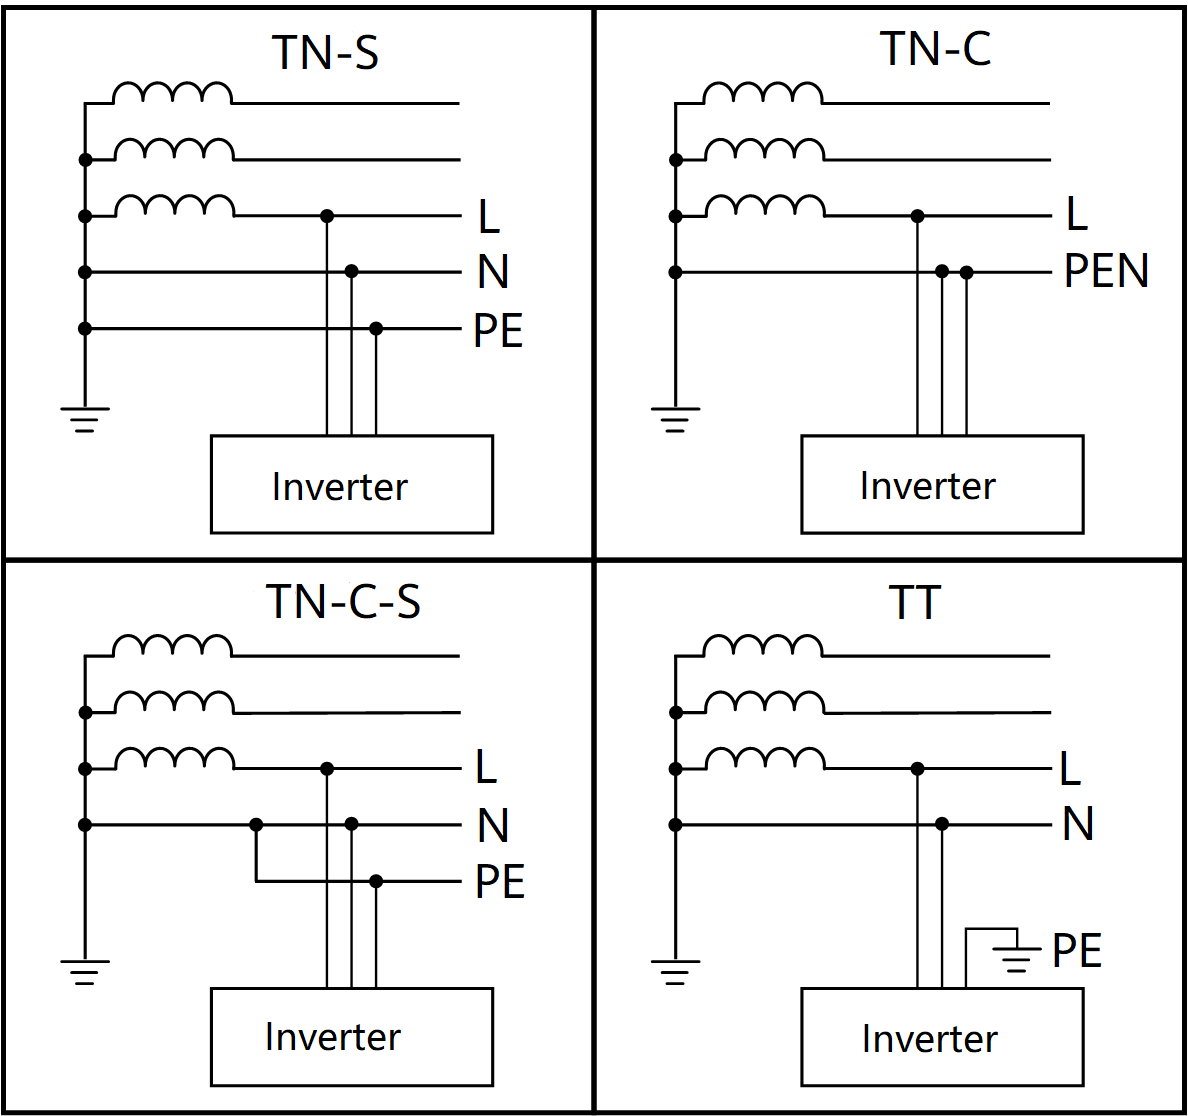 TN-S
L
N
PE
Inverter
TN-C
L
PEN
Inverter
TN-C-S
L
N
PE
Inverter
TT
L
N
PE
Inverter